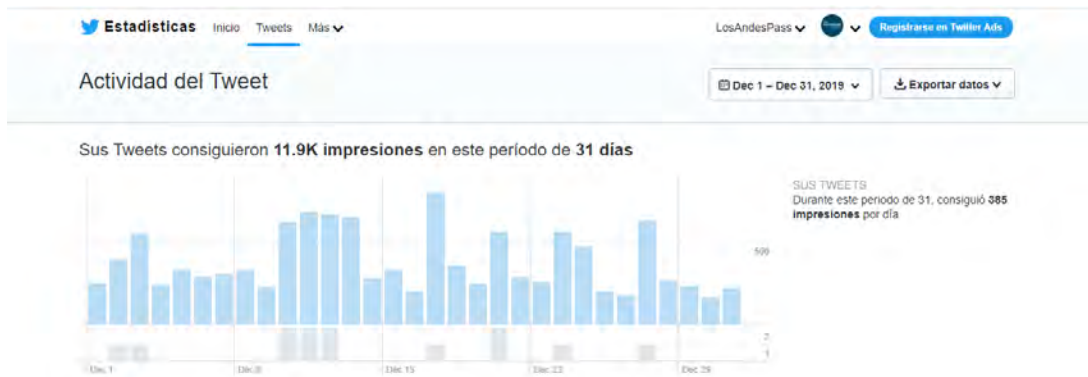 Estadísticas Inicio Tweets Más
LosAndesPass
Registrarse en Twitter Ads
Actividad del Tweet
Dec 1 – Dec 31, 2019
Exportar datos
Sus Tweets consiguieron 11.9K impresiones en este período de 31 días
SUS TWEETS
Durante este periodo de 31, consiguió 385
impresiones por día
500
2
1
Dec 1 Dec 8 Dec 15 Dec 22 Dec 29